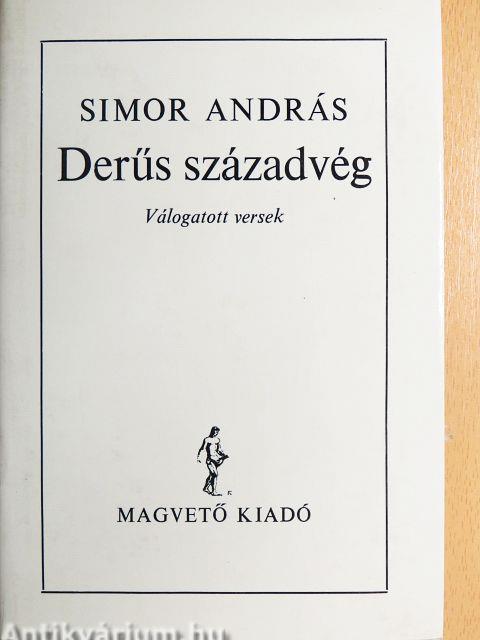 SIMOR ANDRÁS
Derűs századvég
Válogatott versek
MAGVETŐ KIADÓ
Antikvárium.hu